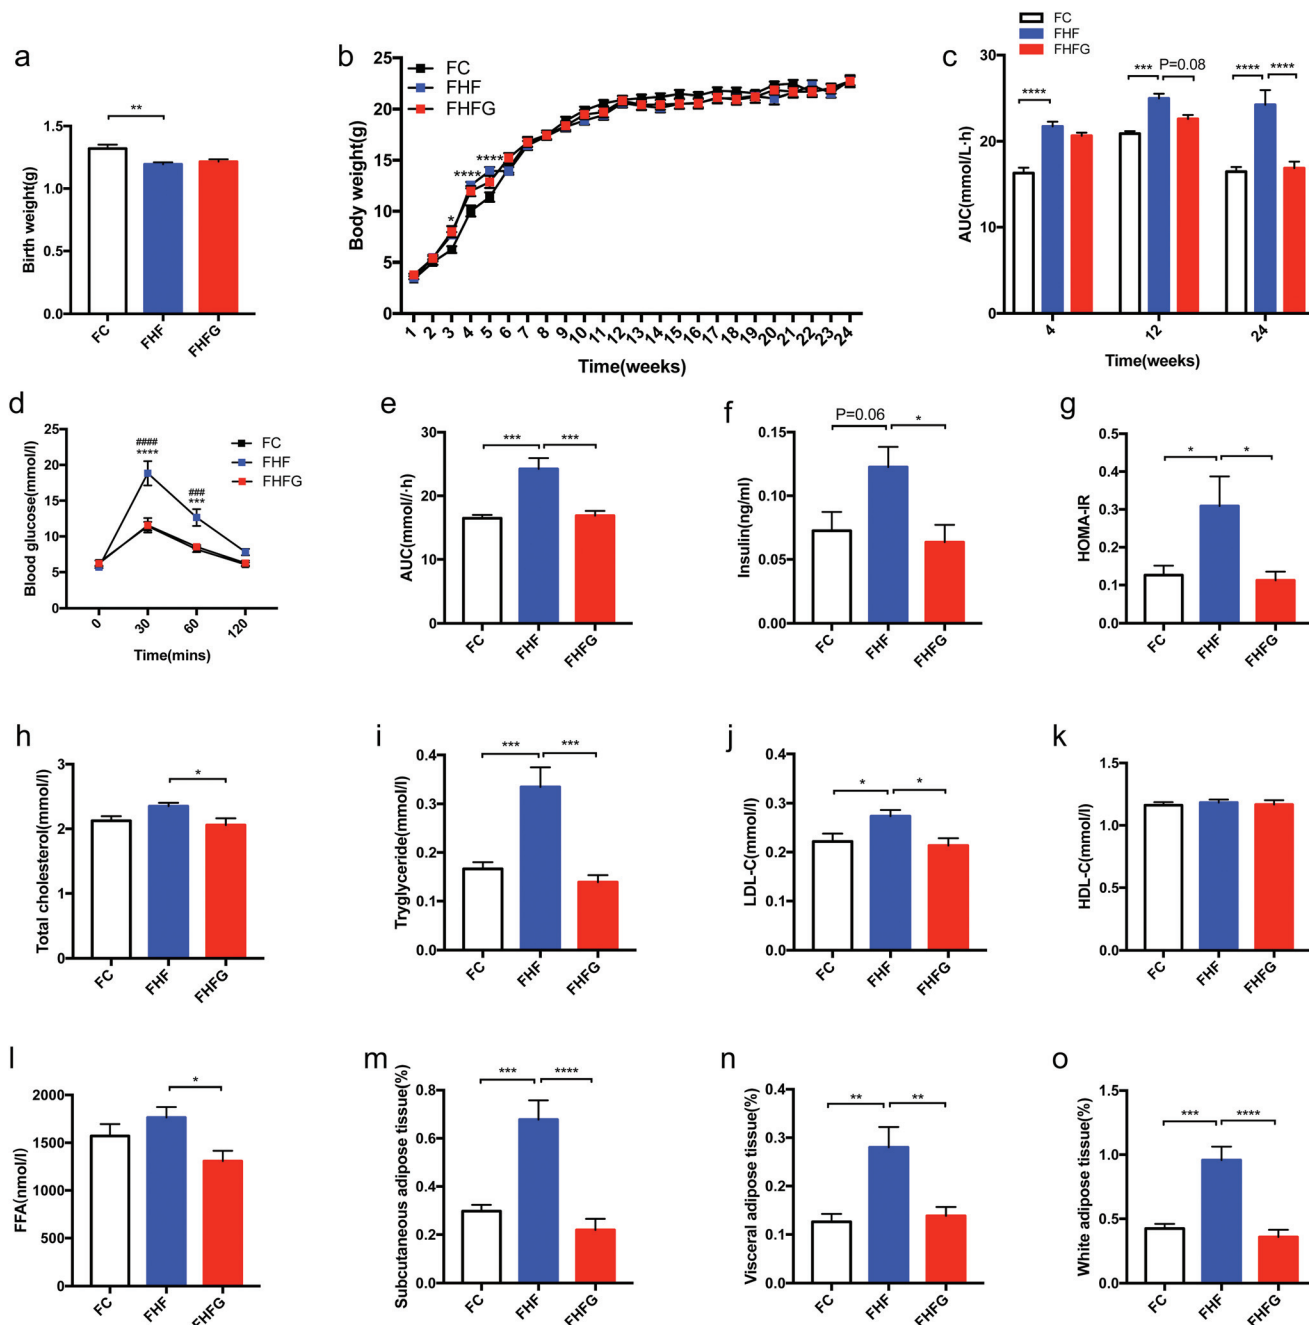 FC
FHF
FHFG
a
**
Birth weight(g)
1.5
1.0
0.5
0.0
FC
FHF
FHFG
b
FC
FHF
FHFG
Body weight(g)
25
20
15
10
5
0
*
****
****
1 2 3 4 5 6 7 8 9 10 11 12 13 14 15 16 17 18 19 20 21 22 23 24
Time(weeks)
c
AUC(mmol/L·h)
30
20
10
0
****
***
P=0.08
****
****
4 12 24
Time(weeks)
d
Blood glucose(mmol/l)
25
20
15
10
5
0
####
****
###
***
FC
FHF
FHFG
0 30 60 120
Time(mins)
e
AUC(mmol/l·h)
30
20
10
0
*** ***
FC FHF FHFG
f
Insulin(ng/ml)
0.15
0.10
0.05
0.00
P=0.06 *
FC FHF FHFG
g
HOMA-IR
0.5
0.4
0.3
0.2
0.1
0.0
* *
FC FHF FHFG
h
Total cholesterol(mmol/l)
3
2
1
0
*
FC FHF FHFG
i
Tryglyceride(mmol/l)
0.4
0.3
0.2
0.1
0.0
*** ***
FC FHF FHFG
j
LDL-C(mmol/l)
0.4
0.3
0.2
0.1
0.0
* *
FC FHF FHFG
k
HDL-C(mmol/l)
1.5
1.0
0.5
0.0
FC FHF FHFG
l
FFA(nmol/l)
2000
1500
1000
500
0
*
FC FHF FHFG
m
Subcutaneous adipose tissue(%)
0.8
0.6
0.4
0.2
0.0
*** ****
FC FHF FHFG
n
Visceral adipose tissue(%)
0.4
0.3
0.2
0.1
0.0
** **
FC FHF FHFG
o
White adipose tissue(%)
1.5
1.0
0.5
0.0
*** ****
FC FHF FHFG